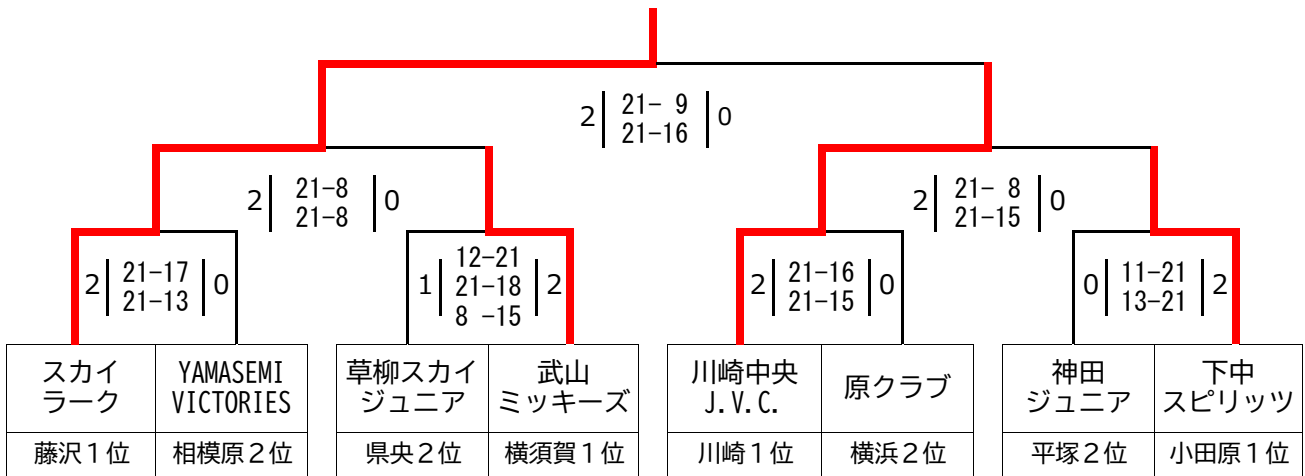 2 21- 9 0
21-16
2 21-8 0
21-8
2 21- 8 0
21-15
2 21-17 0
21-13
1 12-21 2
21-18
8 -15
2 21-16 0
21-15
0 11-21 2
13-21
スカイ
ラーク
YAMASEMI
VICTORIES
草柳スカイ
ジュニア
武山
ミッキーズ
川崎中央
J.V.C.
原クラブ
神田
ジュニア
下中
スピリッツ
藤沢１位
相模原２位
県央２位
横須賀１位
川崎１位
横浜２位
平塚２位
小田原１位